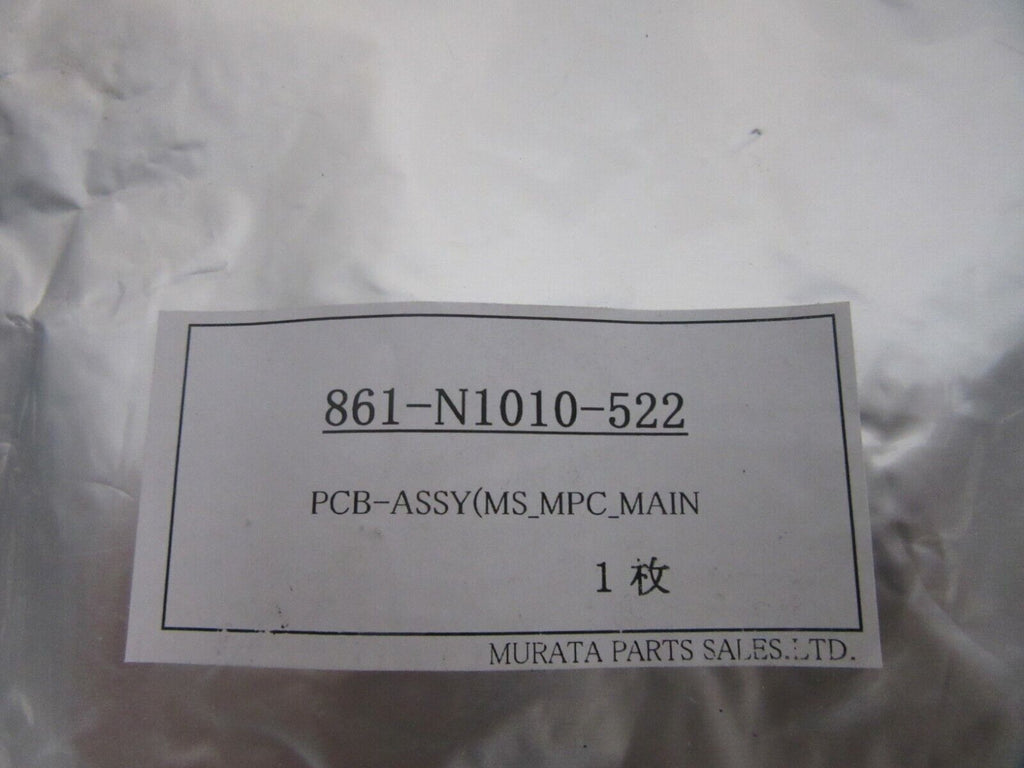 861-N1010-522
PCB-ASSY(MS_MPC_MAIN
1 枚
MURATA PARTS SALES.LTD.